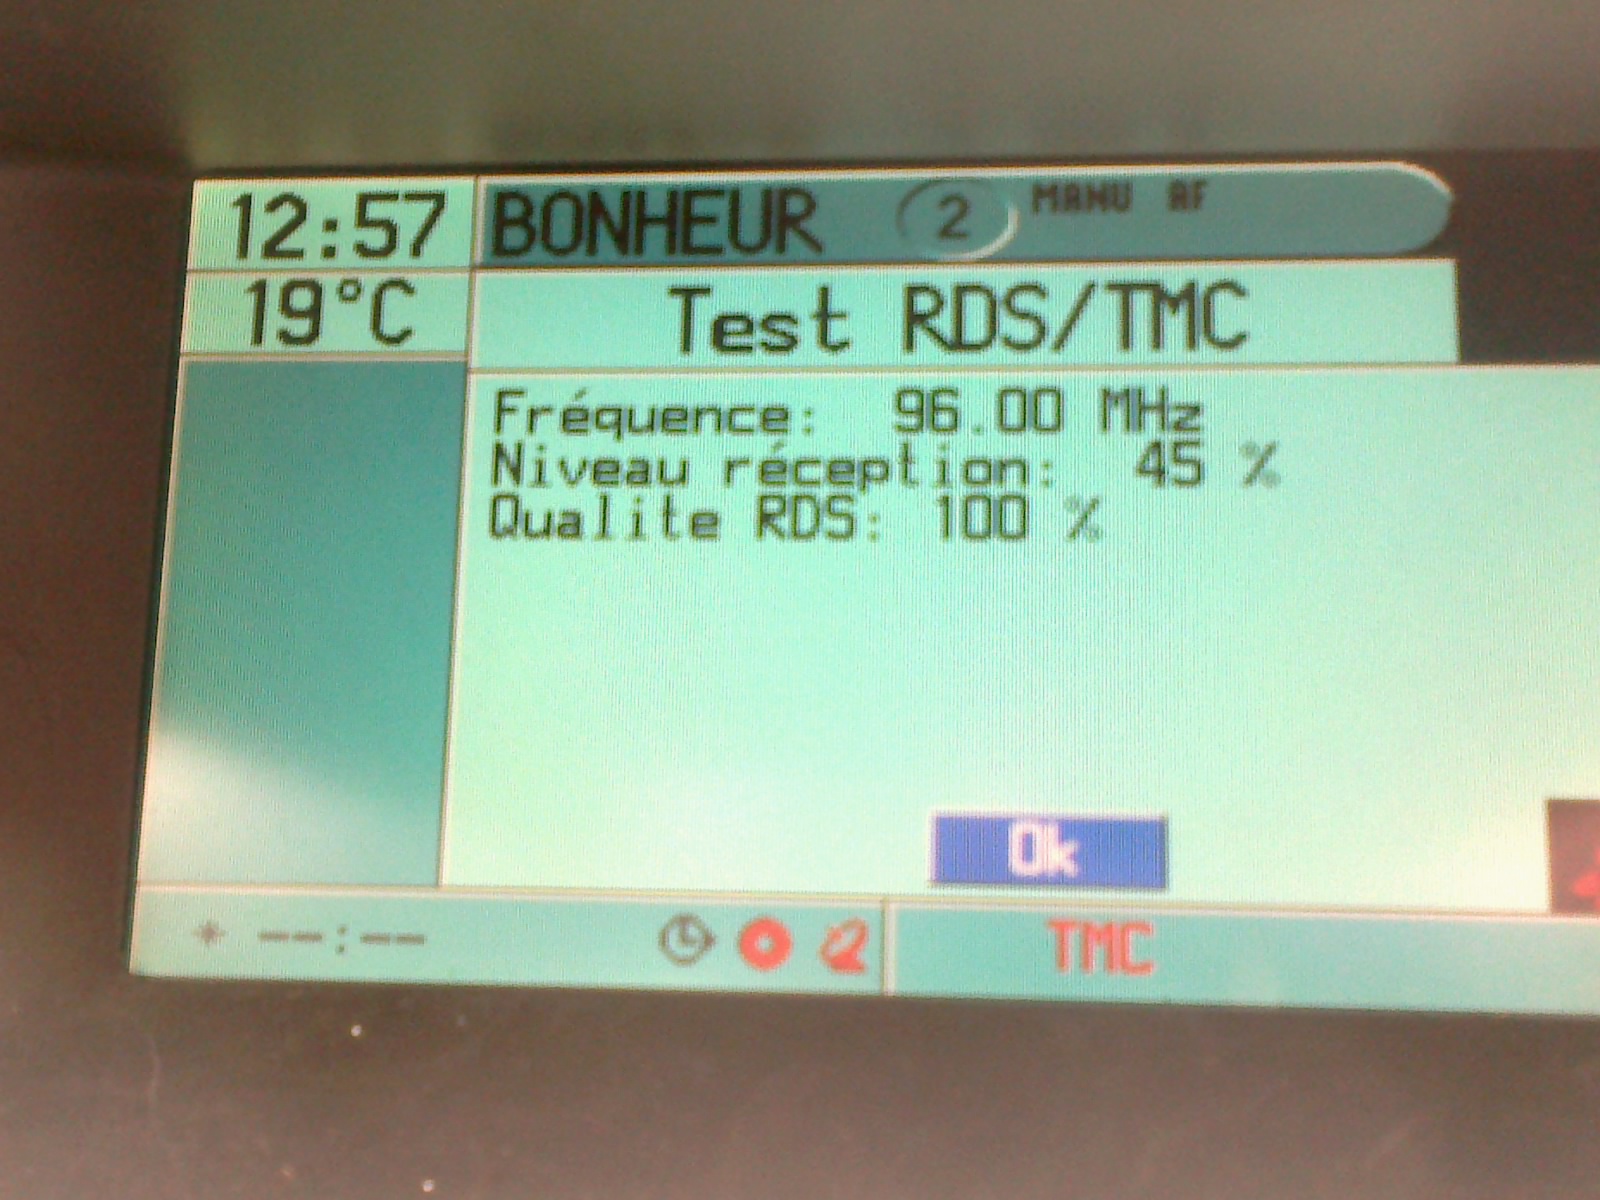 12:57
BONHEUR 2 MANU AF
19°C
Test RDS/TMC
Fréquence: 96.00 MHz
Niveau réception: 45 %
Qualite RDS: 100 %
Ok
--:--
TMC